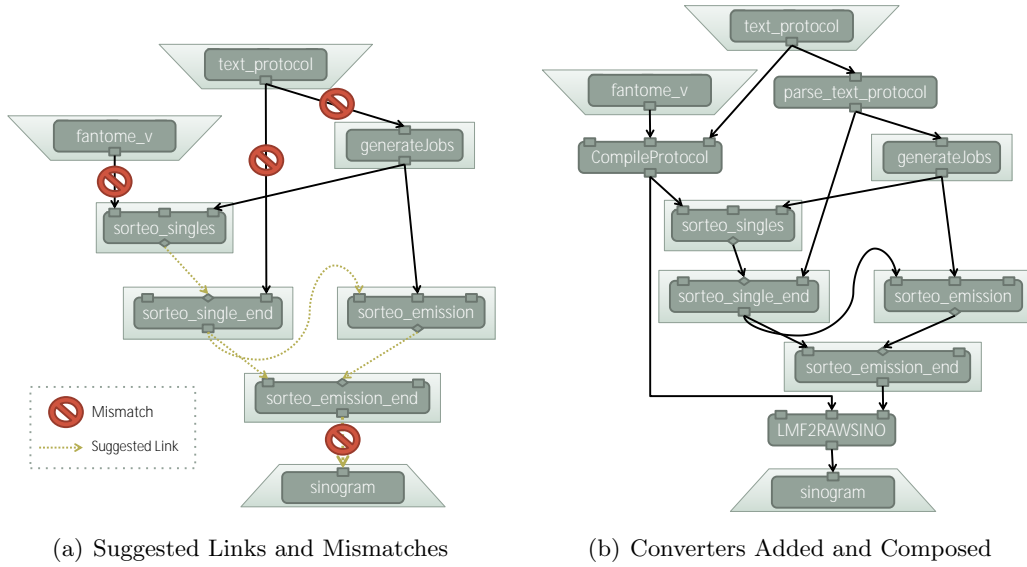 text_protocol
fantome_v
generateJobs
sorteo_singles
sorteo_single_end
sorteo_emission
sorteo_emission_end
Mismatch
Suggested Link
sinogram
(a) Suggested Links and Mismatches
text_protocol
fantome_v
parse_text_protocol
CompileProtocol
generateJobs
sorteo_singles
sorteo_single_end
sorteo_emission
sorteo_emission_end
LMF2RAWSINO
sinogram
(b) Converters Added and Composed